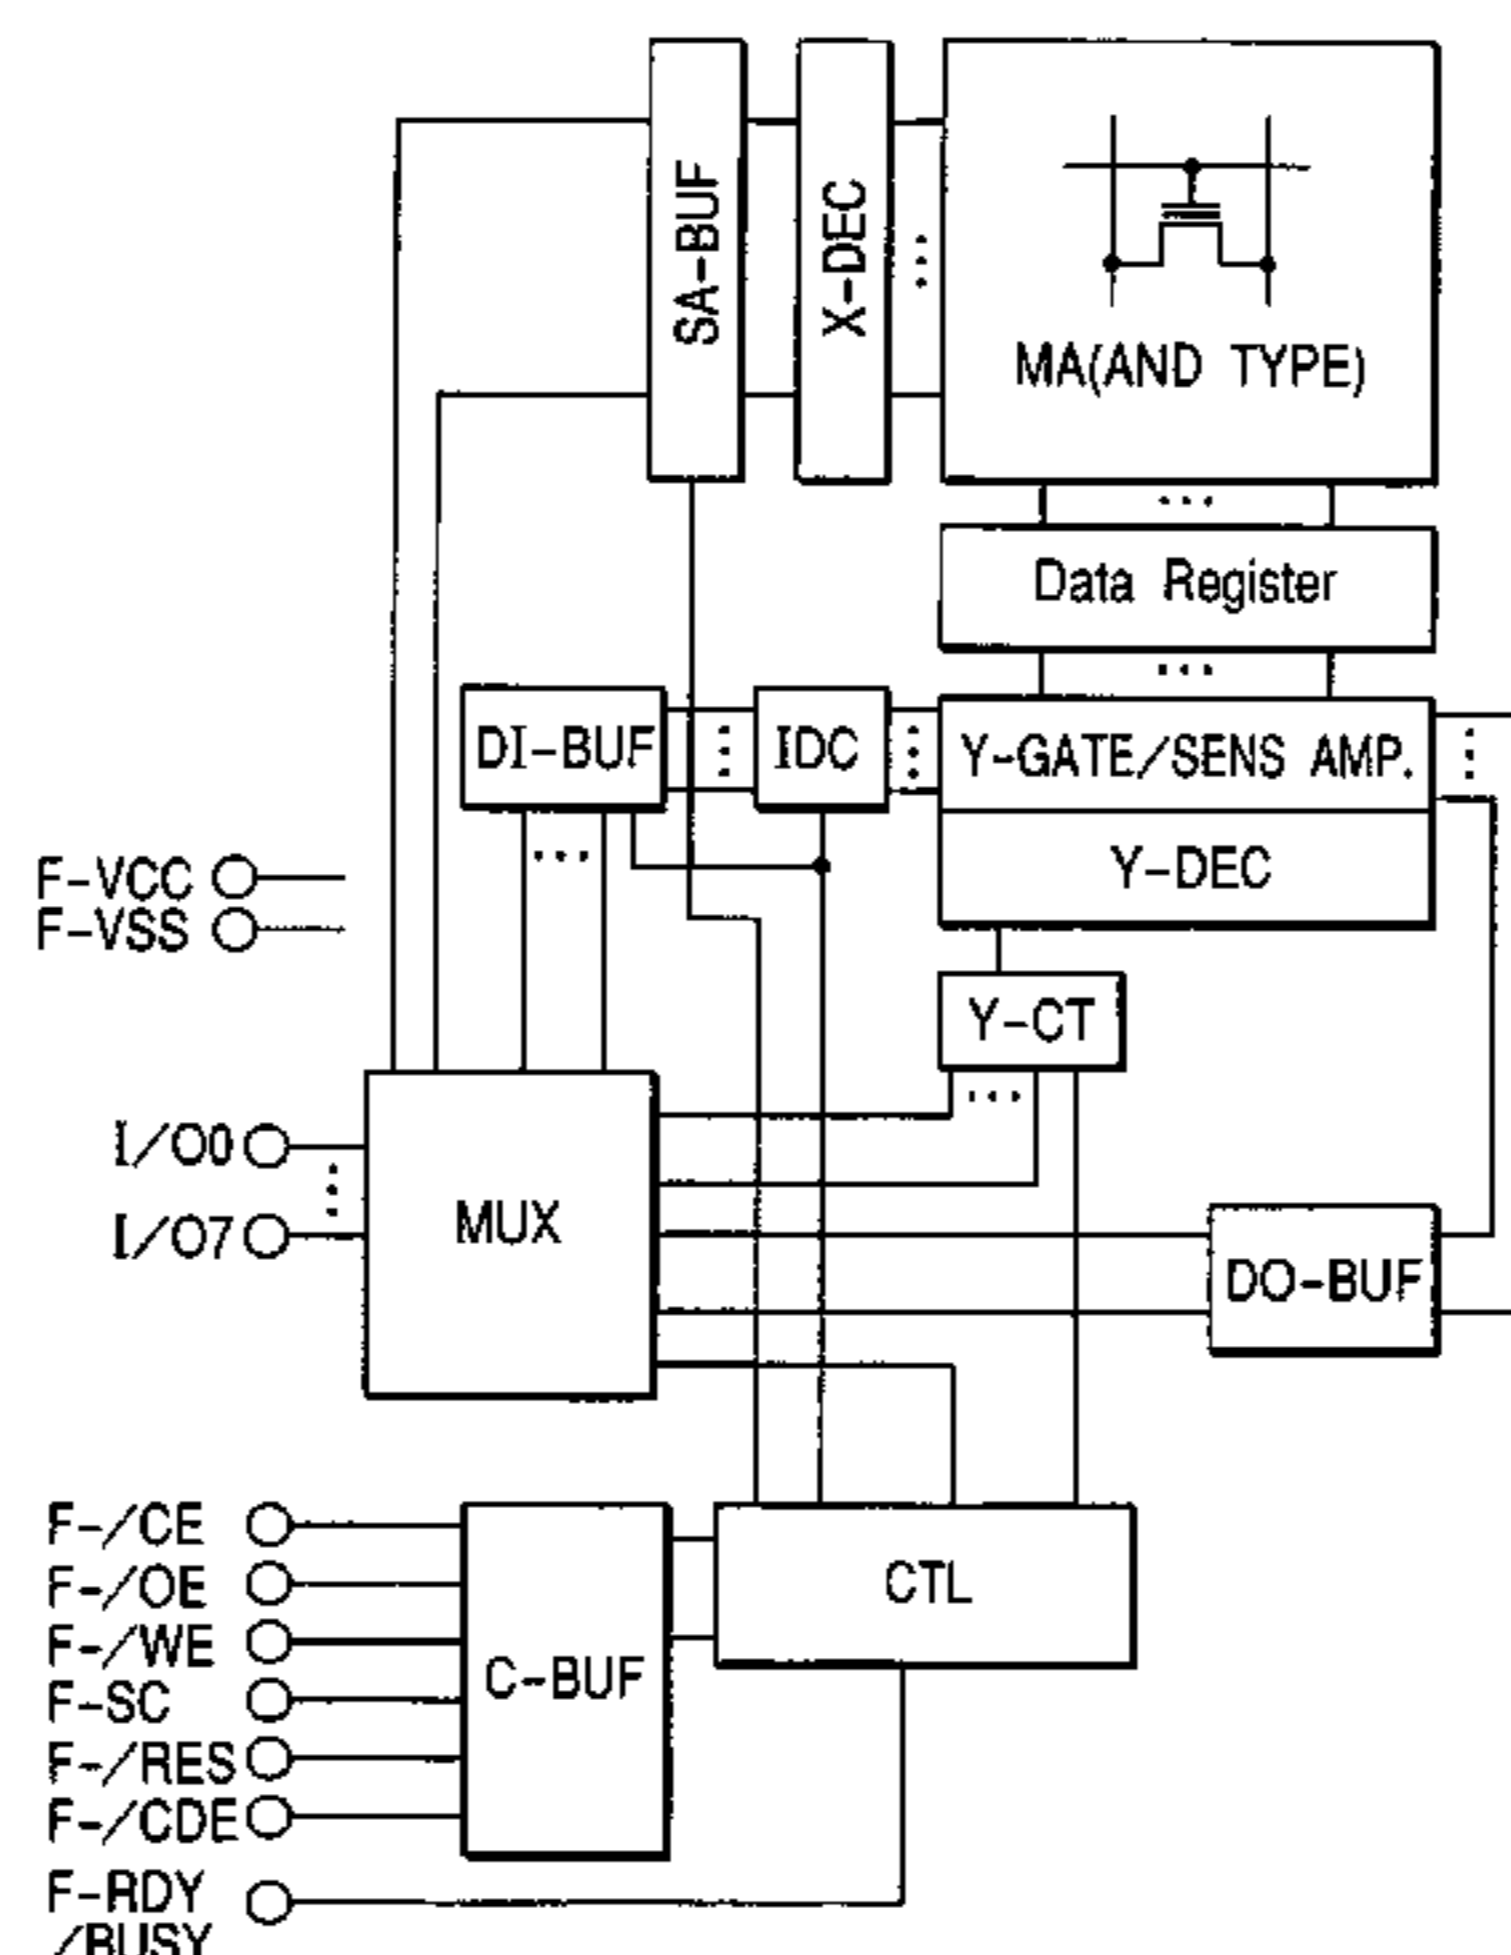 SA-BUF
X-DEC
MA(AND TYPE)
Data Register
DI-BUF
IDC
Y-GATE/SENS AMP.
Y-DEC
F-VCC
F-VSS
Y-CT
I/O0
I/O7
MUX
DO-BUF
F-/CE
F-/OE
F-/WE
F-SC
F-/RES
F-/CDE
C-BUF
CTL
F-RDY
/BUSY